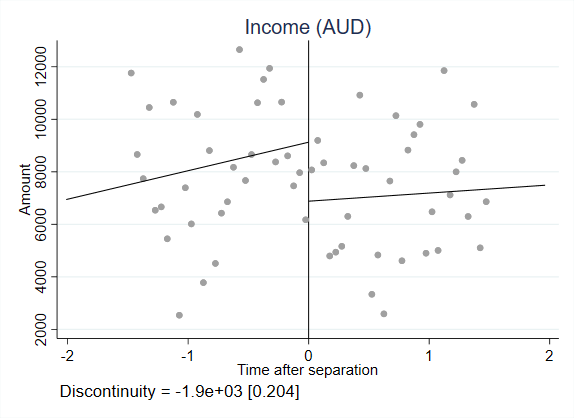 Income (AUD)
Amount
12000
10000
8000
6000
4000
2000
-2 -1 0 1 2
Time after separation
Discontinuity = -1.9e+03 [0.204]